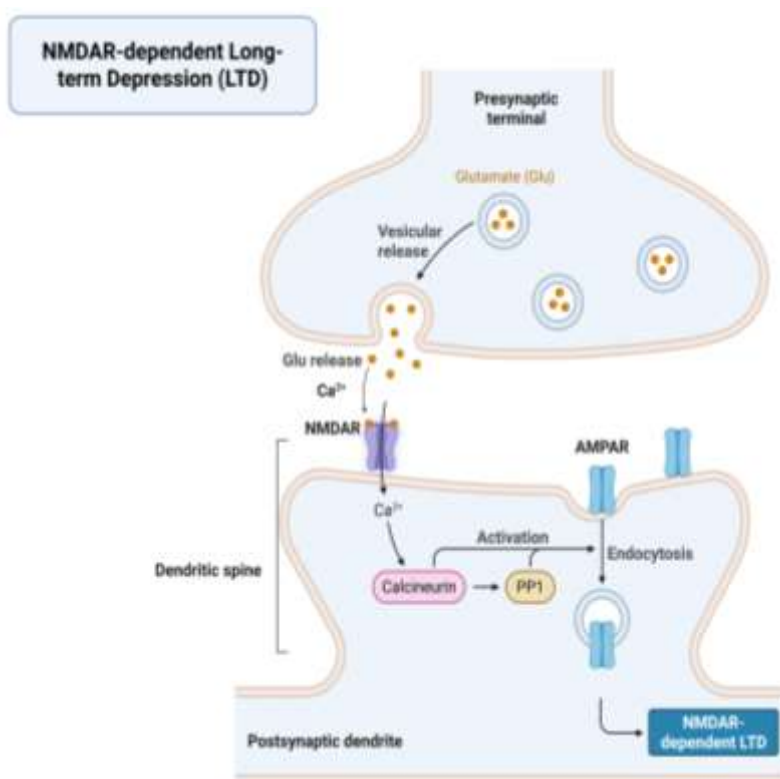 NMDAR-dependent Long-
term Depression (LTD)
Presynaptic
terminal
Glutamate (Glu)
Vesicular
release
Glu release
Ca²⁺
NMDAR
AMPAR
Ca²⁺
Activation
Endocytosis
Dendritic spine
Calcineurin
PP1
NMDAR-
dependent LTD
Postsynaptic dendrite